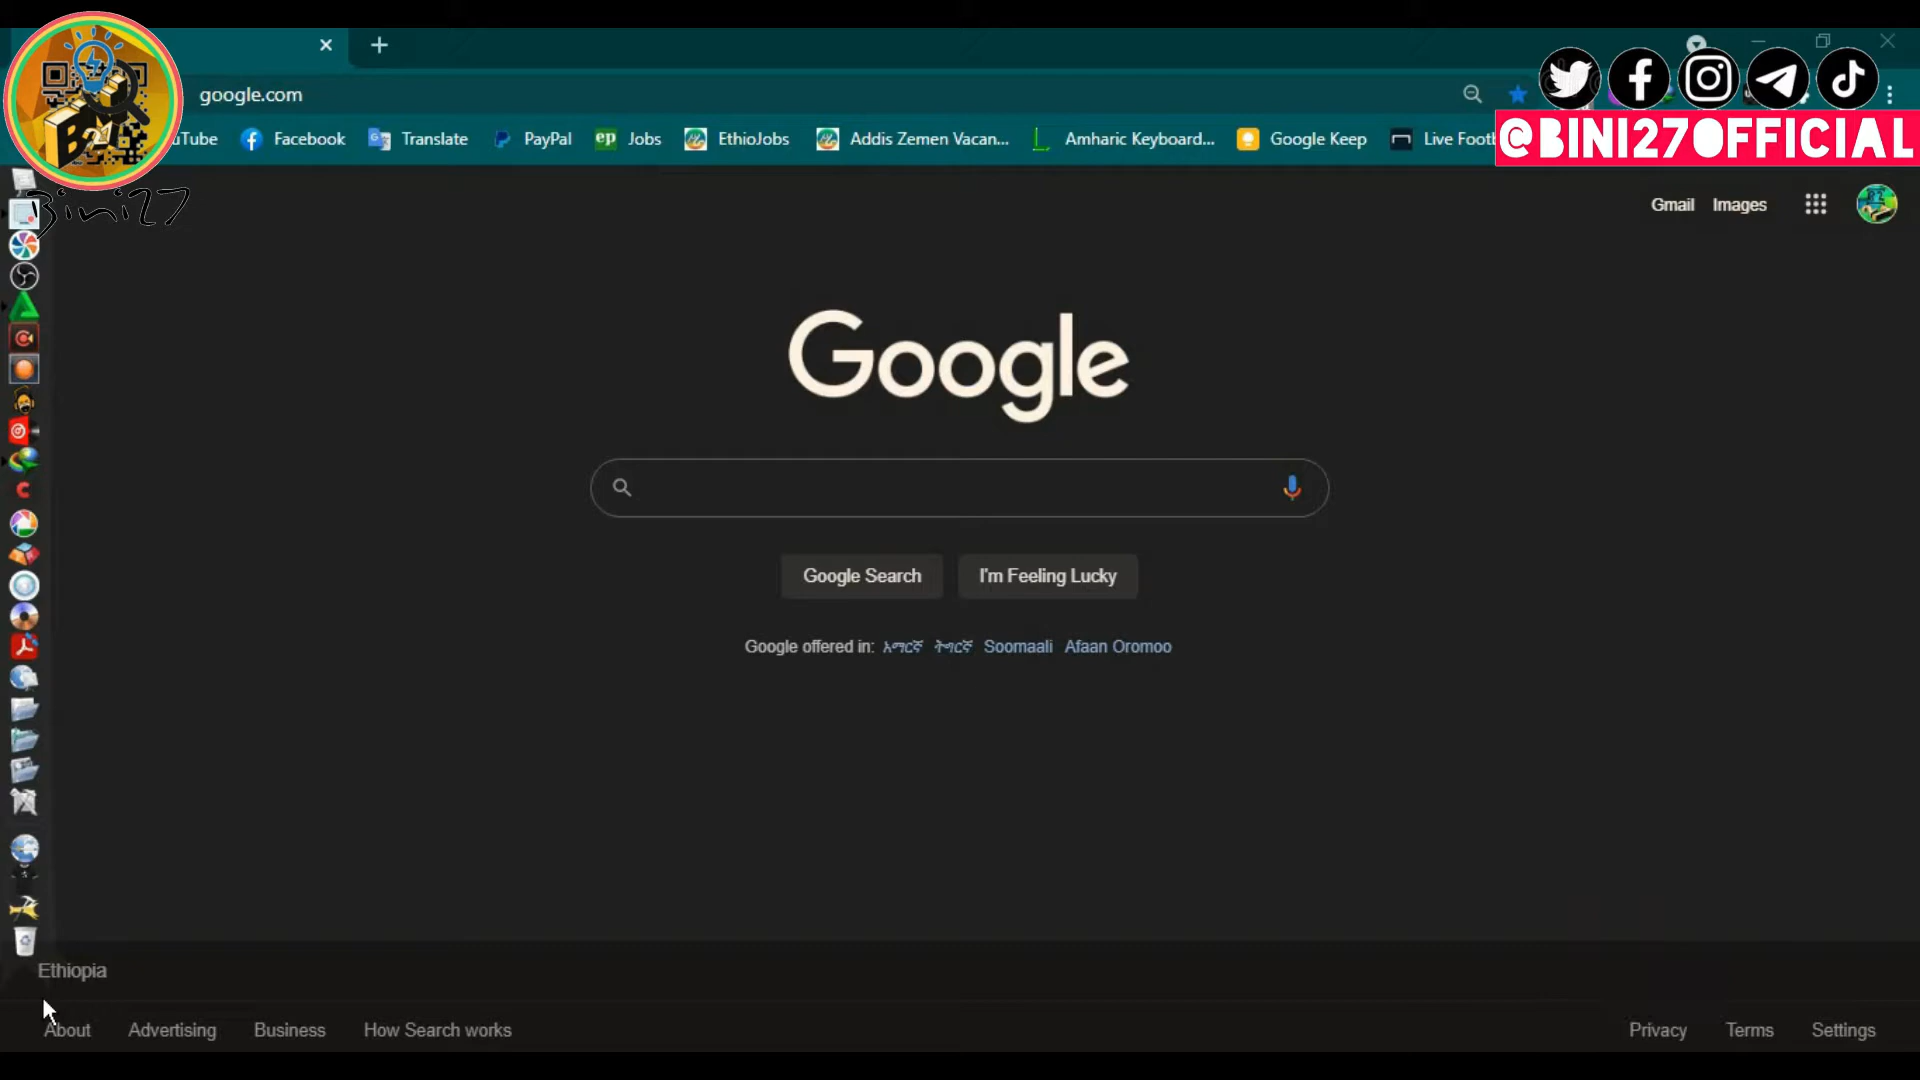 google.com
uTube
Facebook
Translate
PayPal
ep Jobs
EthioJobs
Addis Zemen Vacan...
Amharic Keyboard...
Google Keep
Live Footb
@BINI27OFFICIAL
Bini27
Gmail Images
Google
Google Search
I'm Feeling Lucky
Google offered in: አማርኛ ትግርኛ Soomaali Afaan Oromoo
Ethiopia
About Advertising Business How Search works
Privacy Terms Settings